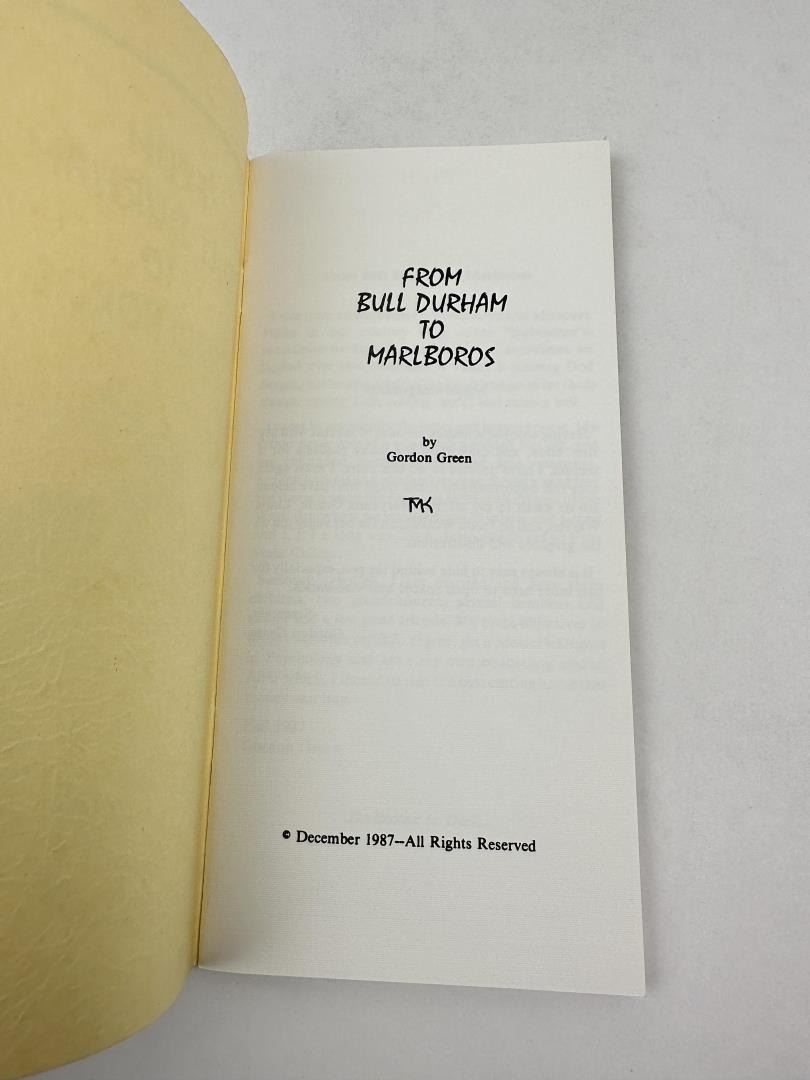 FROM
BULL DURHAM
TO
MARLBOROS
by
Gordon Green
TMK
© December 1987--All Rights Reserved